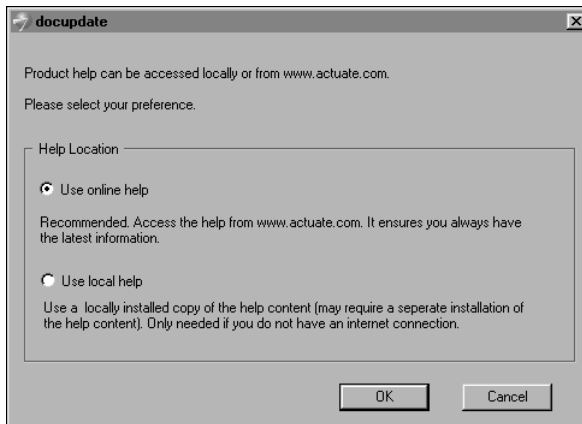 docupdate
Product help can be accessed locally or from www.actuate.com.
Please select your preference.
Help Location
Use online help
Recommended. Access the help from www.actuate.com. It ensures you always have
the latest information.
Use local help
Use a  locally installed copy of the help content (may require a seperate installation of
the help content). Only needed if you do not have an internet connection.
OK
Cancel